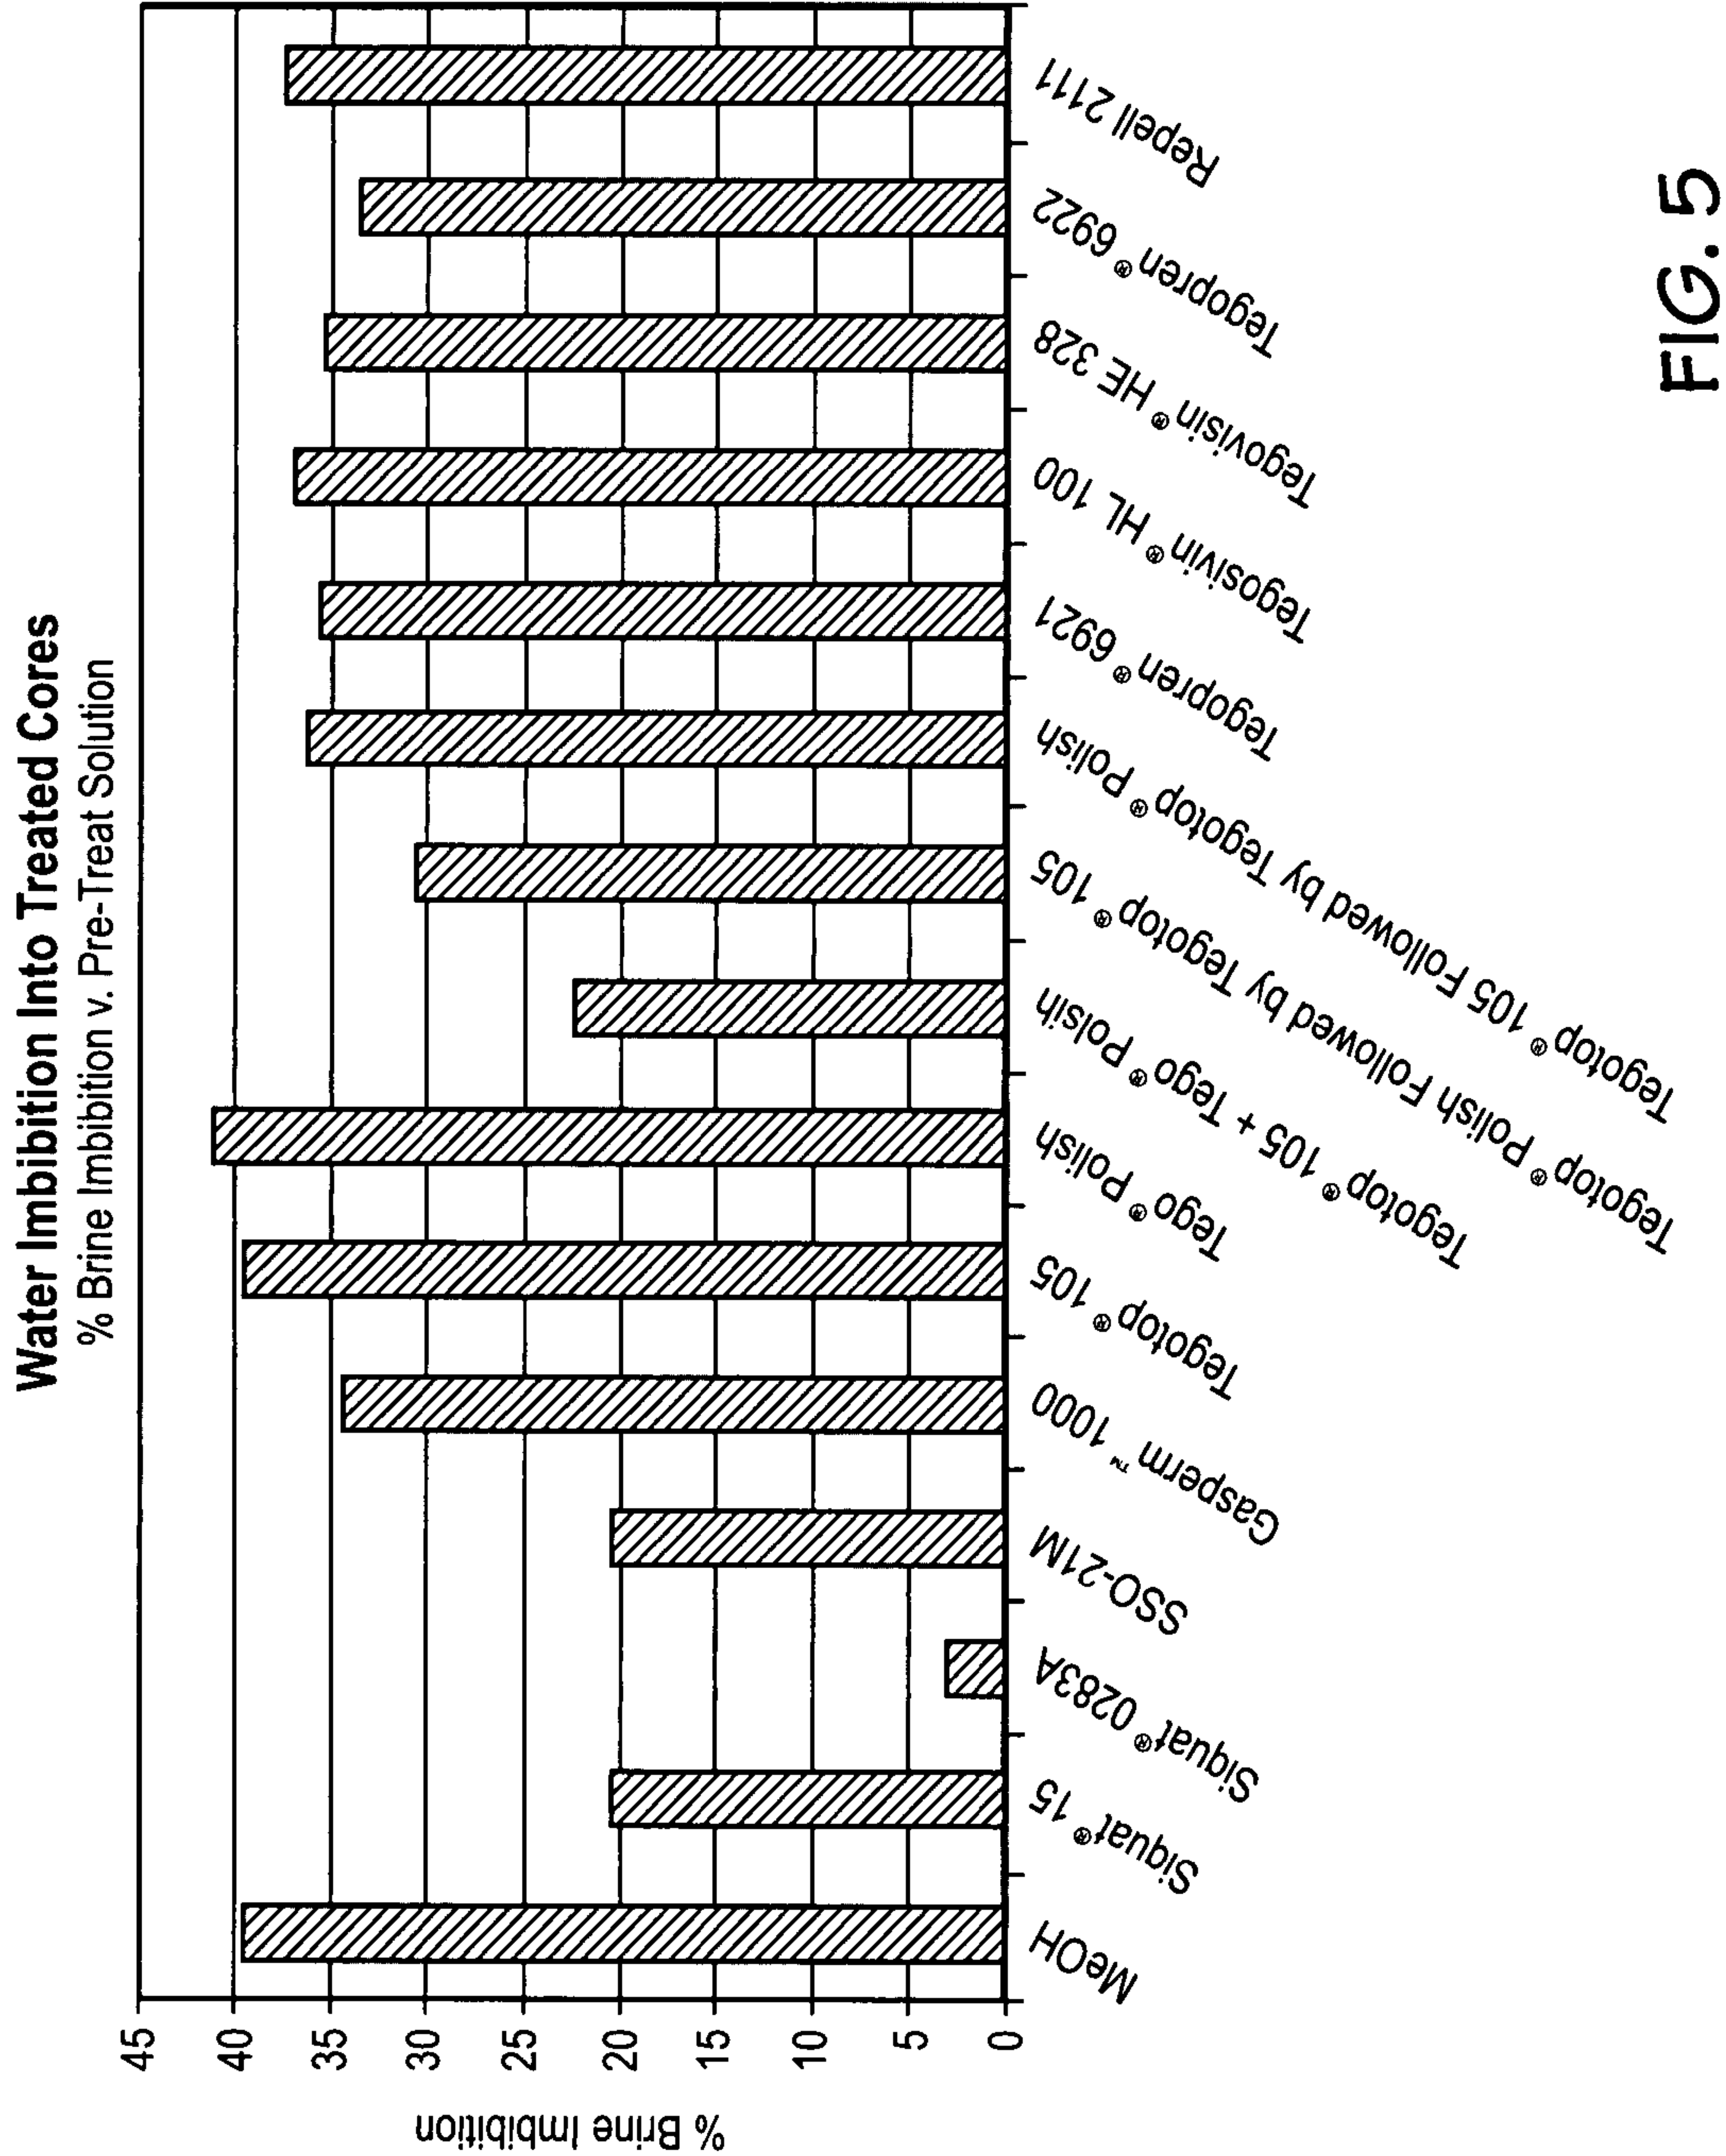 Water Imbibition Into Treated Cores
% Brine Imbibition v. Pre-Treat Solution
% Brine Imbibition
45
40
35
30
25
20
15
10
5
0
MeOH
Siquat® 15
Siquat® 0283A
SSO-21M
Gasperm™ 1000
Tegotop® 105
Tego® Polish
Tegotop® 105 + Tego® Polsih
Tegotop® Polish Followed by Tegotop® 105
Tegotop® 105 Followed by Tegotop® Polish
Tegopren® 6921
Tegosivin® HL 100
Tegovisin® HE 328
Tegopren® 6922
Repell 2111
FIG. 5